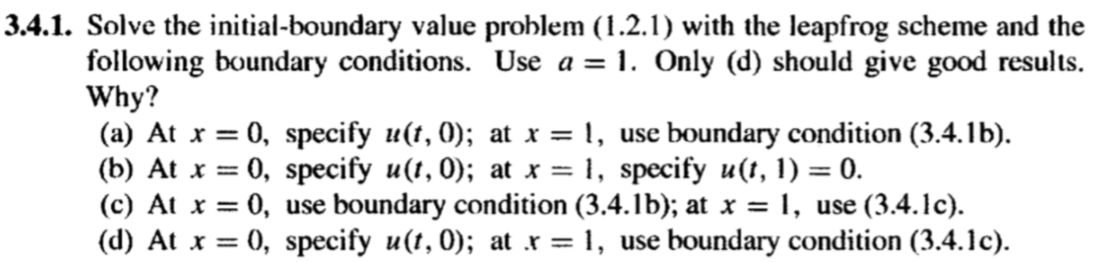 3.4.1. Solve the initial-boundary value problem (1.2.1) with the leapfrog scheme and the
following boundary conditions. Use a = 1. Only (d) should give good results.
Why?
(a) At x = 0, specify u(t, 0); at x = 1, use boundary condition (3.4.1b).
(b) At x = 0, specify u(t, 0); at x = 1, specify u(t, 1) = 0.
(c) At x = 0, use boundary condition (3.4.1b); at x = 1, use (3.4.1c).
(d) At x = 0, specify u(t, 0); at x = 1, use boundary condition (3.4.1c).